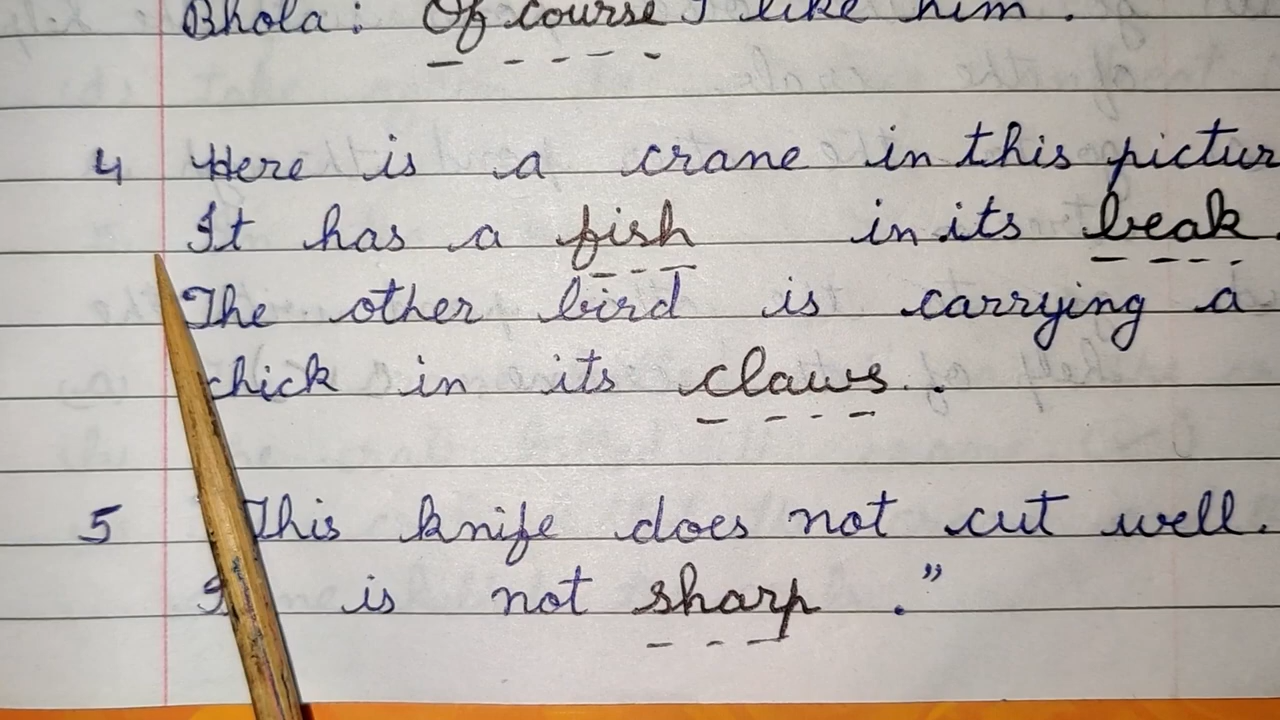 Bhola: Of course I like him.
4 Here is a crane in this pictur
It has a fish in its beak.
The other bird is carrying a
chick in its claws.
5 This knife does not cut well.
is not sharp."